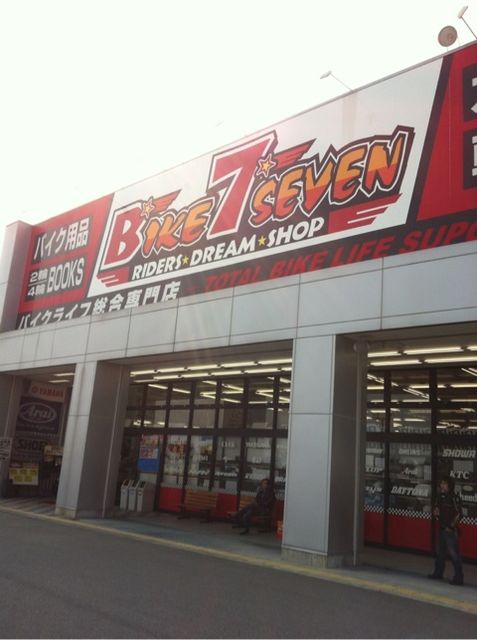 バイク用品
2輪
4輪 BOOKS
BIKE 7 SEVEN
RIDERS★DREAM★SHOP
バイクライフ総合専門店
TOTAL BIKE LIFE SUPO
YAMAHA
Arai
SHOWA
KTC
DAYTONA